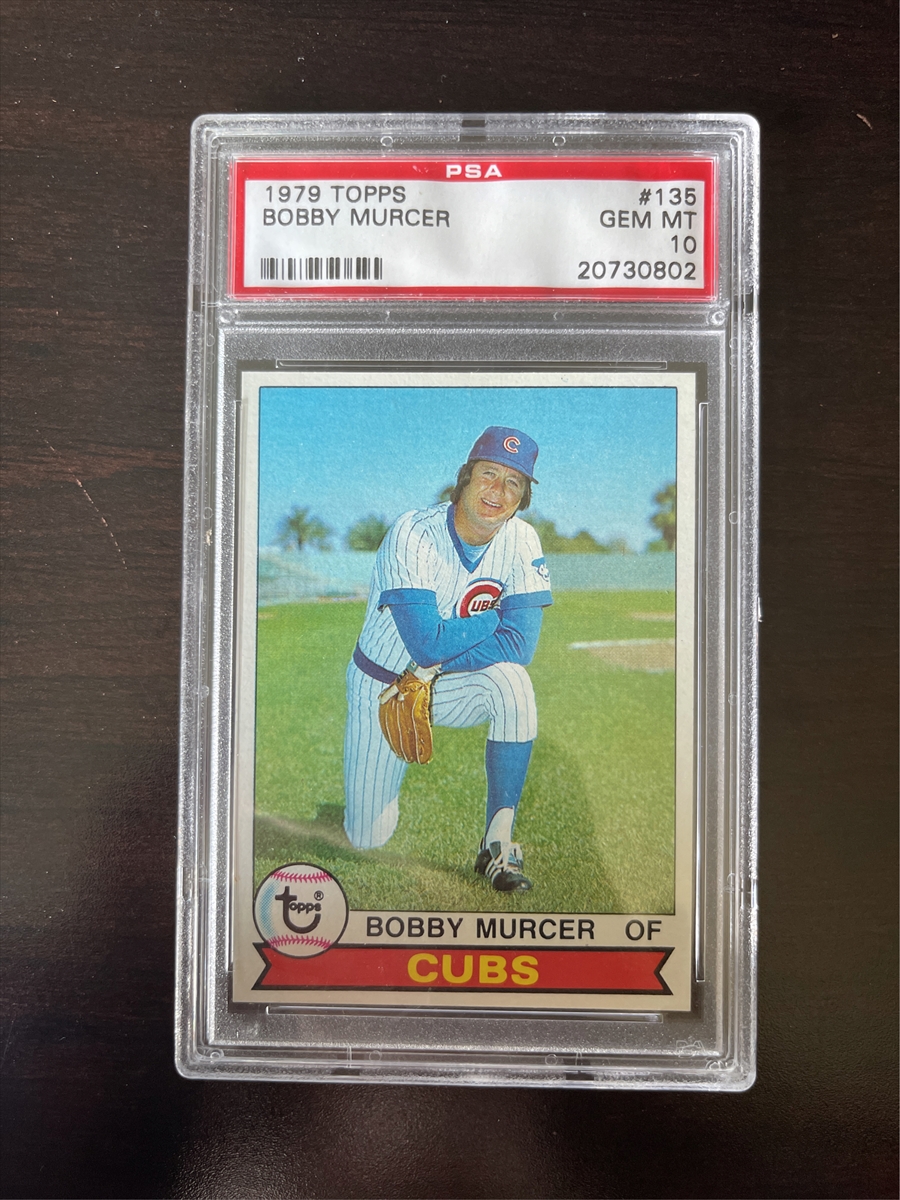 PSA
1979 TOPPS #135
BOBBY MURCER GEM MT
10
20730802
C
CUBS
topps®
BOBBY MURCER OF
CUBS